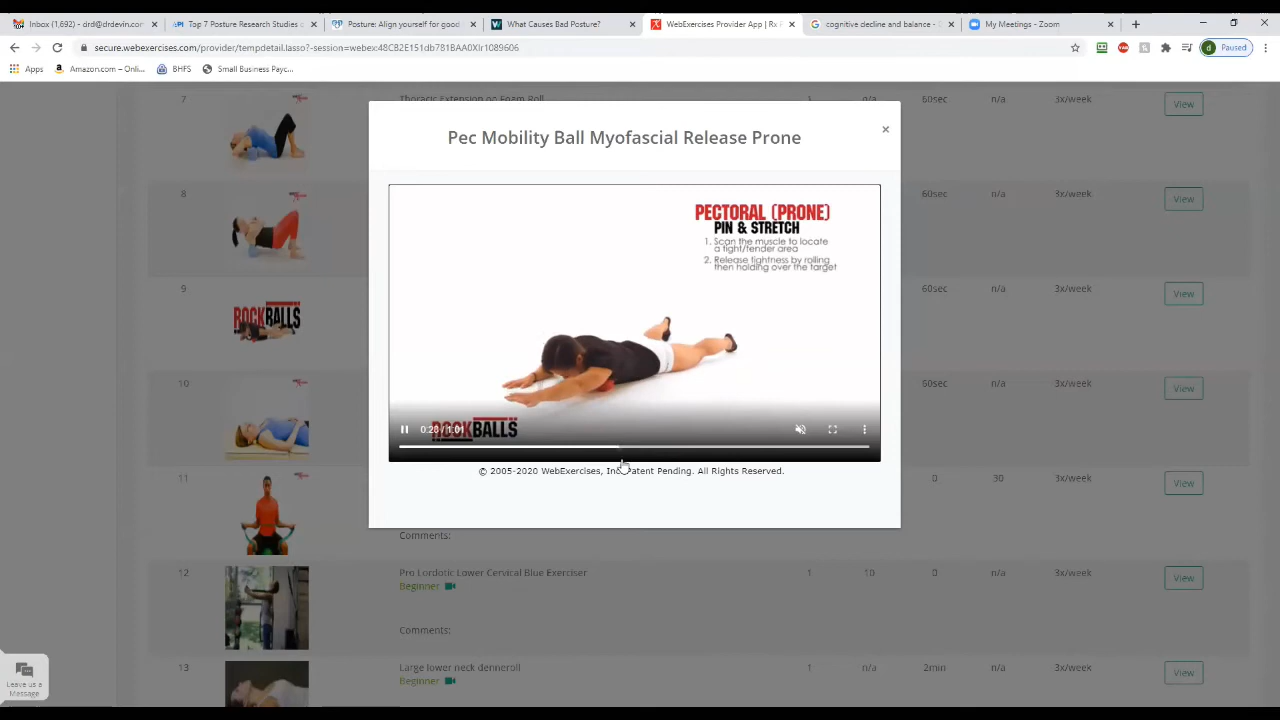 Inbox (1,692) - drd@drdevin.com
Top 7 Posture Research Studies
Posture: Align yourself for good
What Causes Bad Posture?
WebExercises Provider App | Rx
cognitive decline and balance -
My Meetings - Zoom
secure.webexercises.com/provider/tempdetail.lasso?-session=webex:48CB2E151db781BAA0XIr1089606
Paused
Apps
Amazon.com – Onli...
BHFS
Small Business Payc...
7 Thoracic Extension on Foam Roll 1 n/a 60sec n/a 3x/week View
Pec Mobility Ball Myofascial Release Prone
PECTORAL (PRONE)
PIN & STRETCH
1. Scan the muscle to locate
a tight/tender area
2. Release tightness by rolling
then holding over the target
8 60sec n/a 3x/week View
9 60sec n/a 3x/week View
ROCKBALLS
10 60sec n/a 3x/week View
0:28 / 1:01
ROCKBALLS
© 2005-2020 WebExercises, Inc. Patent Pending. All Rights Reserved.
11 0 30 3x/week View
Comments:
12 Pro Lordotic Lower Cervical Blue Exerciser 1 10 0 n/a 3x/week View
Beginner
Comments:
13 Large lower neck denneroll 1 n/a 2min n/a 3x/week View
Beginner
Leave us a
Message